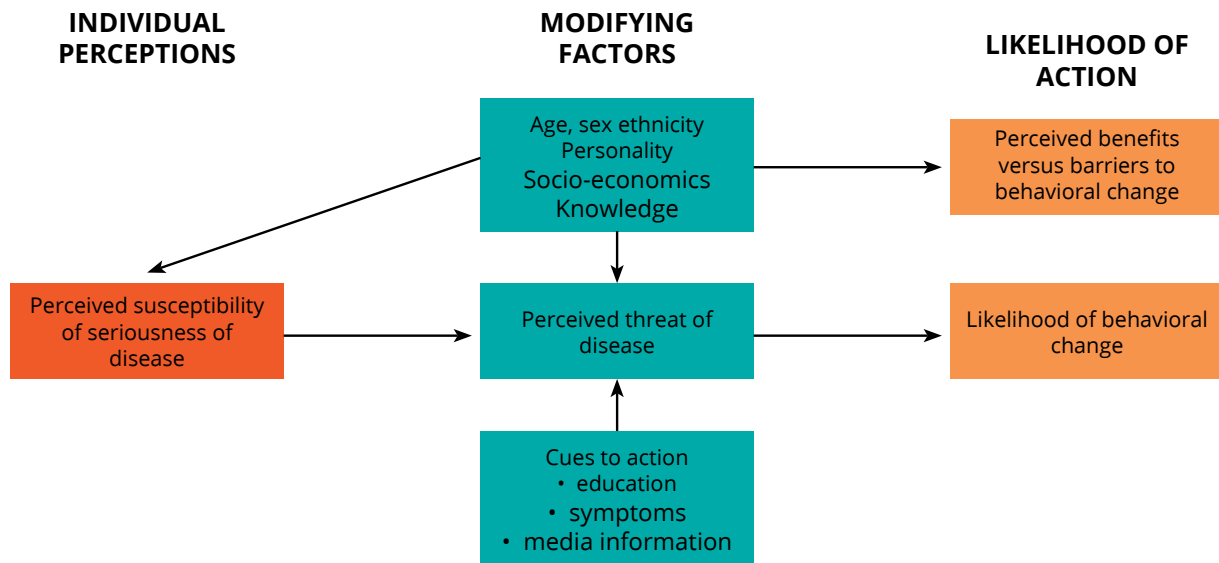 INDIVIDUAL
PERCEPTIONS
MODIFYING
FACTORS
LIKELIHOOD OF
ACTION
Age, sex ethnicity
Personality
Socio-economics
Knowledge
Perceived benefits
versus barriers to
behavioral change
Perceived susceptibility
of seriousness of
disease
Perceived threat of
disease
Likelihood of behavioral
change
Cues to action
• education
• symptoms
• media information